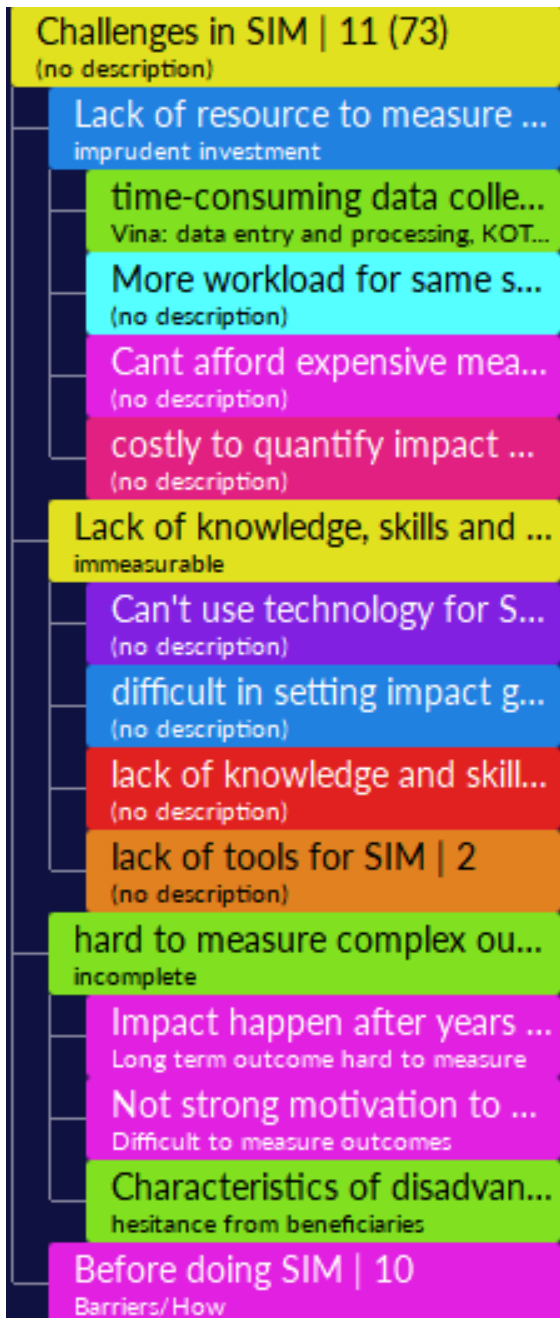 Challenges in SIM | 11 (73)
(no description)
Lack of resource to measure ...
imprudent investment
time-consuming data colle...
Vina: data entry and processing, KOT...
More workload for same s...
(no description)
Cant afford expensive mea...
(no description)
costly to quantify impact ...
(no description)
Lack of knowledge, skills and ...
immeasurable
Can't use technology for S...
(no description)
difficult in setting impact g...
(no description)
lack of knowledge and skill...
(no description)
lack of tools for SIM | 2
(no description)
hard to measure complex ou...
incomplete
Impact happen after years ...
Long term outcome hard to measure
Not strong motivation to ...
Difficult to measure outcomes
Characteristics of disadvan...
hesitance from beneficiaries
Before doing SIM | 10
Barriers/How